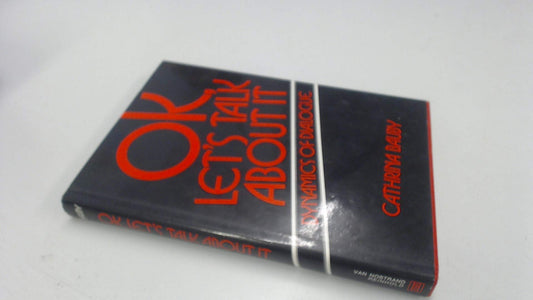 OK,
LET'S TALK
ABOUT IT
DYNAMICS OF DIALOGUE
CATHRINA BAUBY
OK, LET'S TALK ABOUT IT
VAN NOSTRAND
REINHOLD